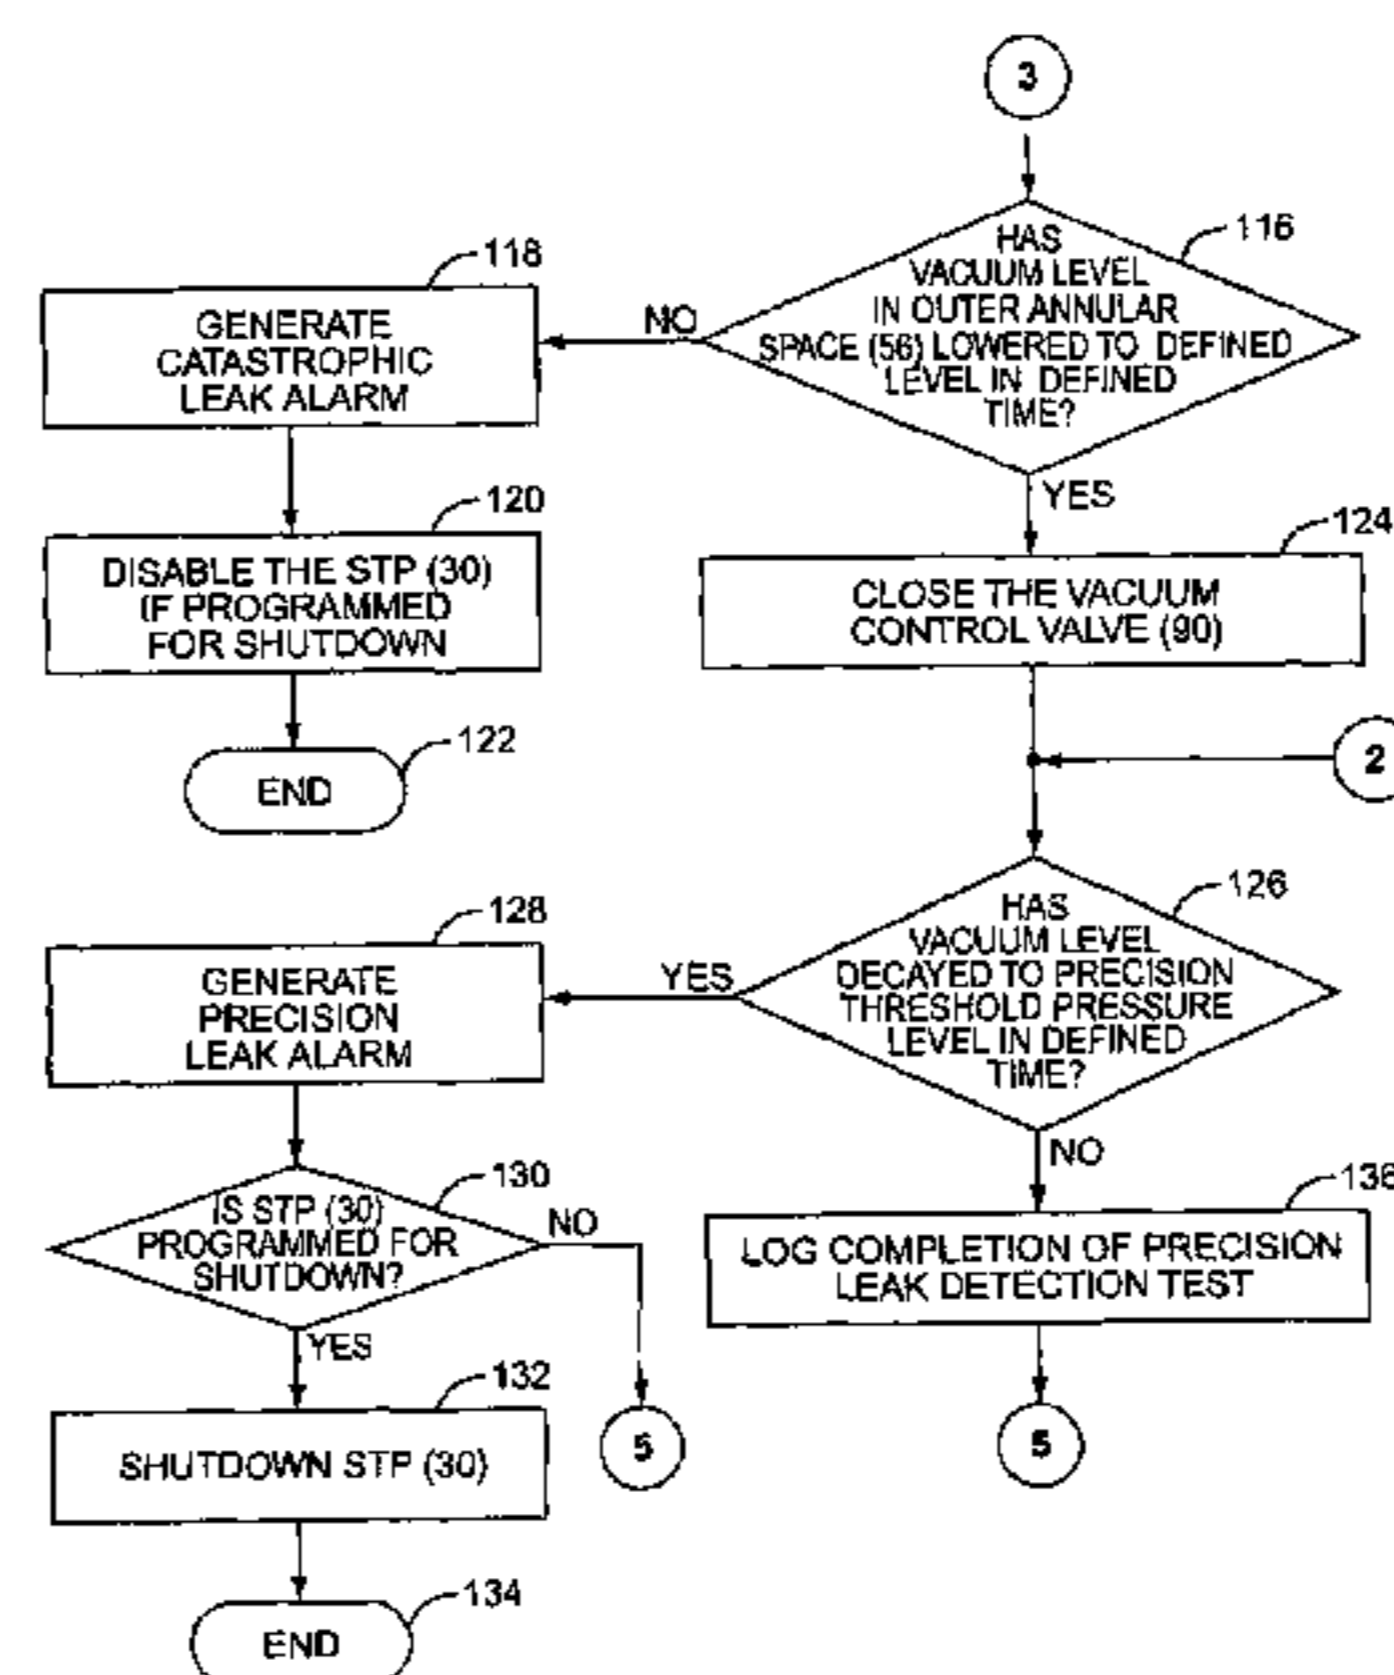 3
116
HAS
VACUUM LEVEL
IN OUTER ANNULAR
SPACE (56) LOWERED TO DEFINED
LEVEL IN DEFINED
TIME?
NO
118
GENERATE
CATASTROPHIC
LEAK ALARM
120
DISABLE THE STP (30)
IF PROGRAMMED
FOR SHUTDOWN
122
END
YES
124
CLOSE THE VACUUM
CONTROL VALVE (90)
2
126
HAS
VACUUM LEVEL
DECAYED TO PRECISION
THRESHOLD PRESSURE
LEVEL IN DEFINED
TIME?
YES
128
GENERATE
PRECISION
LEAK ALARM
130
IS STP (30)
PROGRAMMED FOR
SHUTDOWN?
NO
5
YES
132
SHUTDOWN STP (30)
134
END
NO
136
LOG COMPLETION OF PRECISION
LEAK DETECTION TEST
5